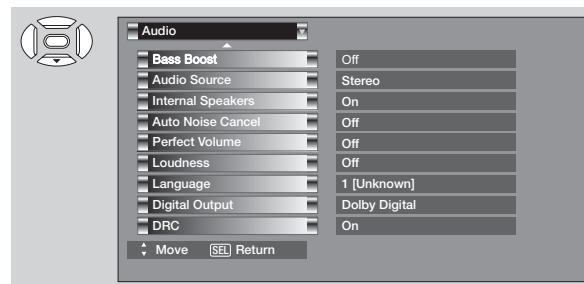 Audio
Bass Boost Off
Audio Source Stereo
Internal Speakers On
Auto Noise Cancel Off
Perfect Volume Off
Loudness Off
Language 1 [Unknown]
Digital Output Dolby Digital
DRC On
Move SEL Return